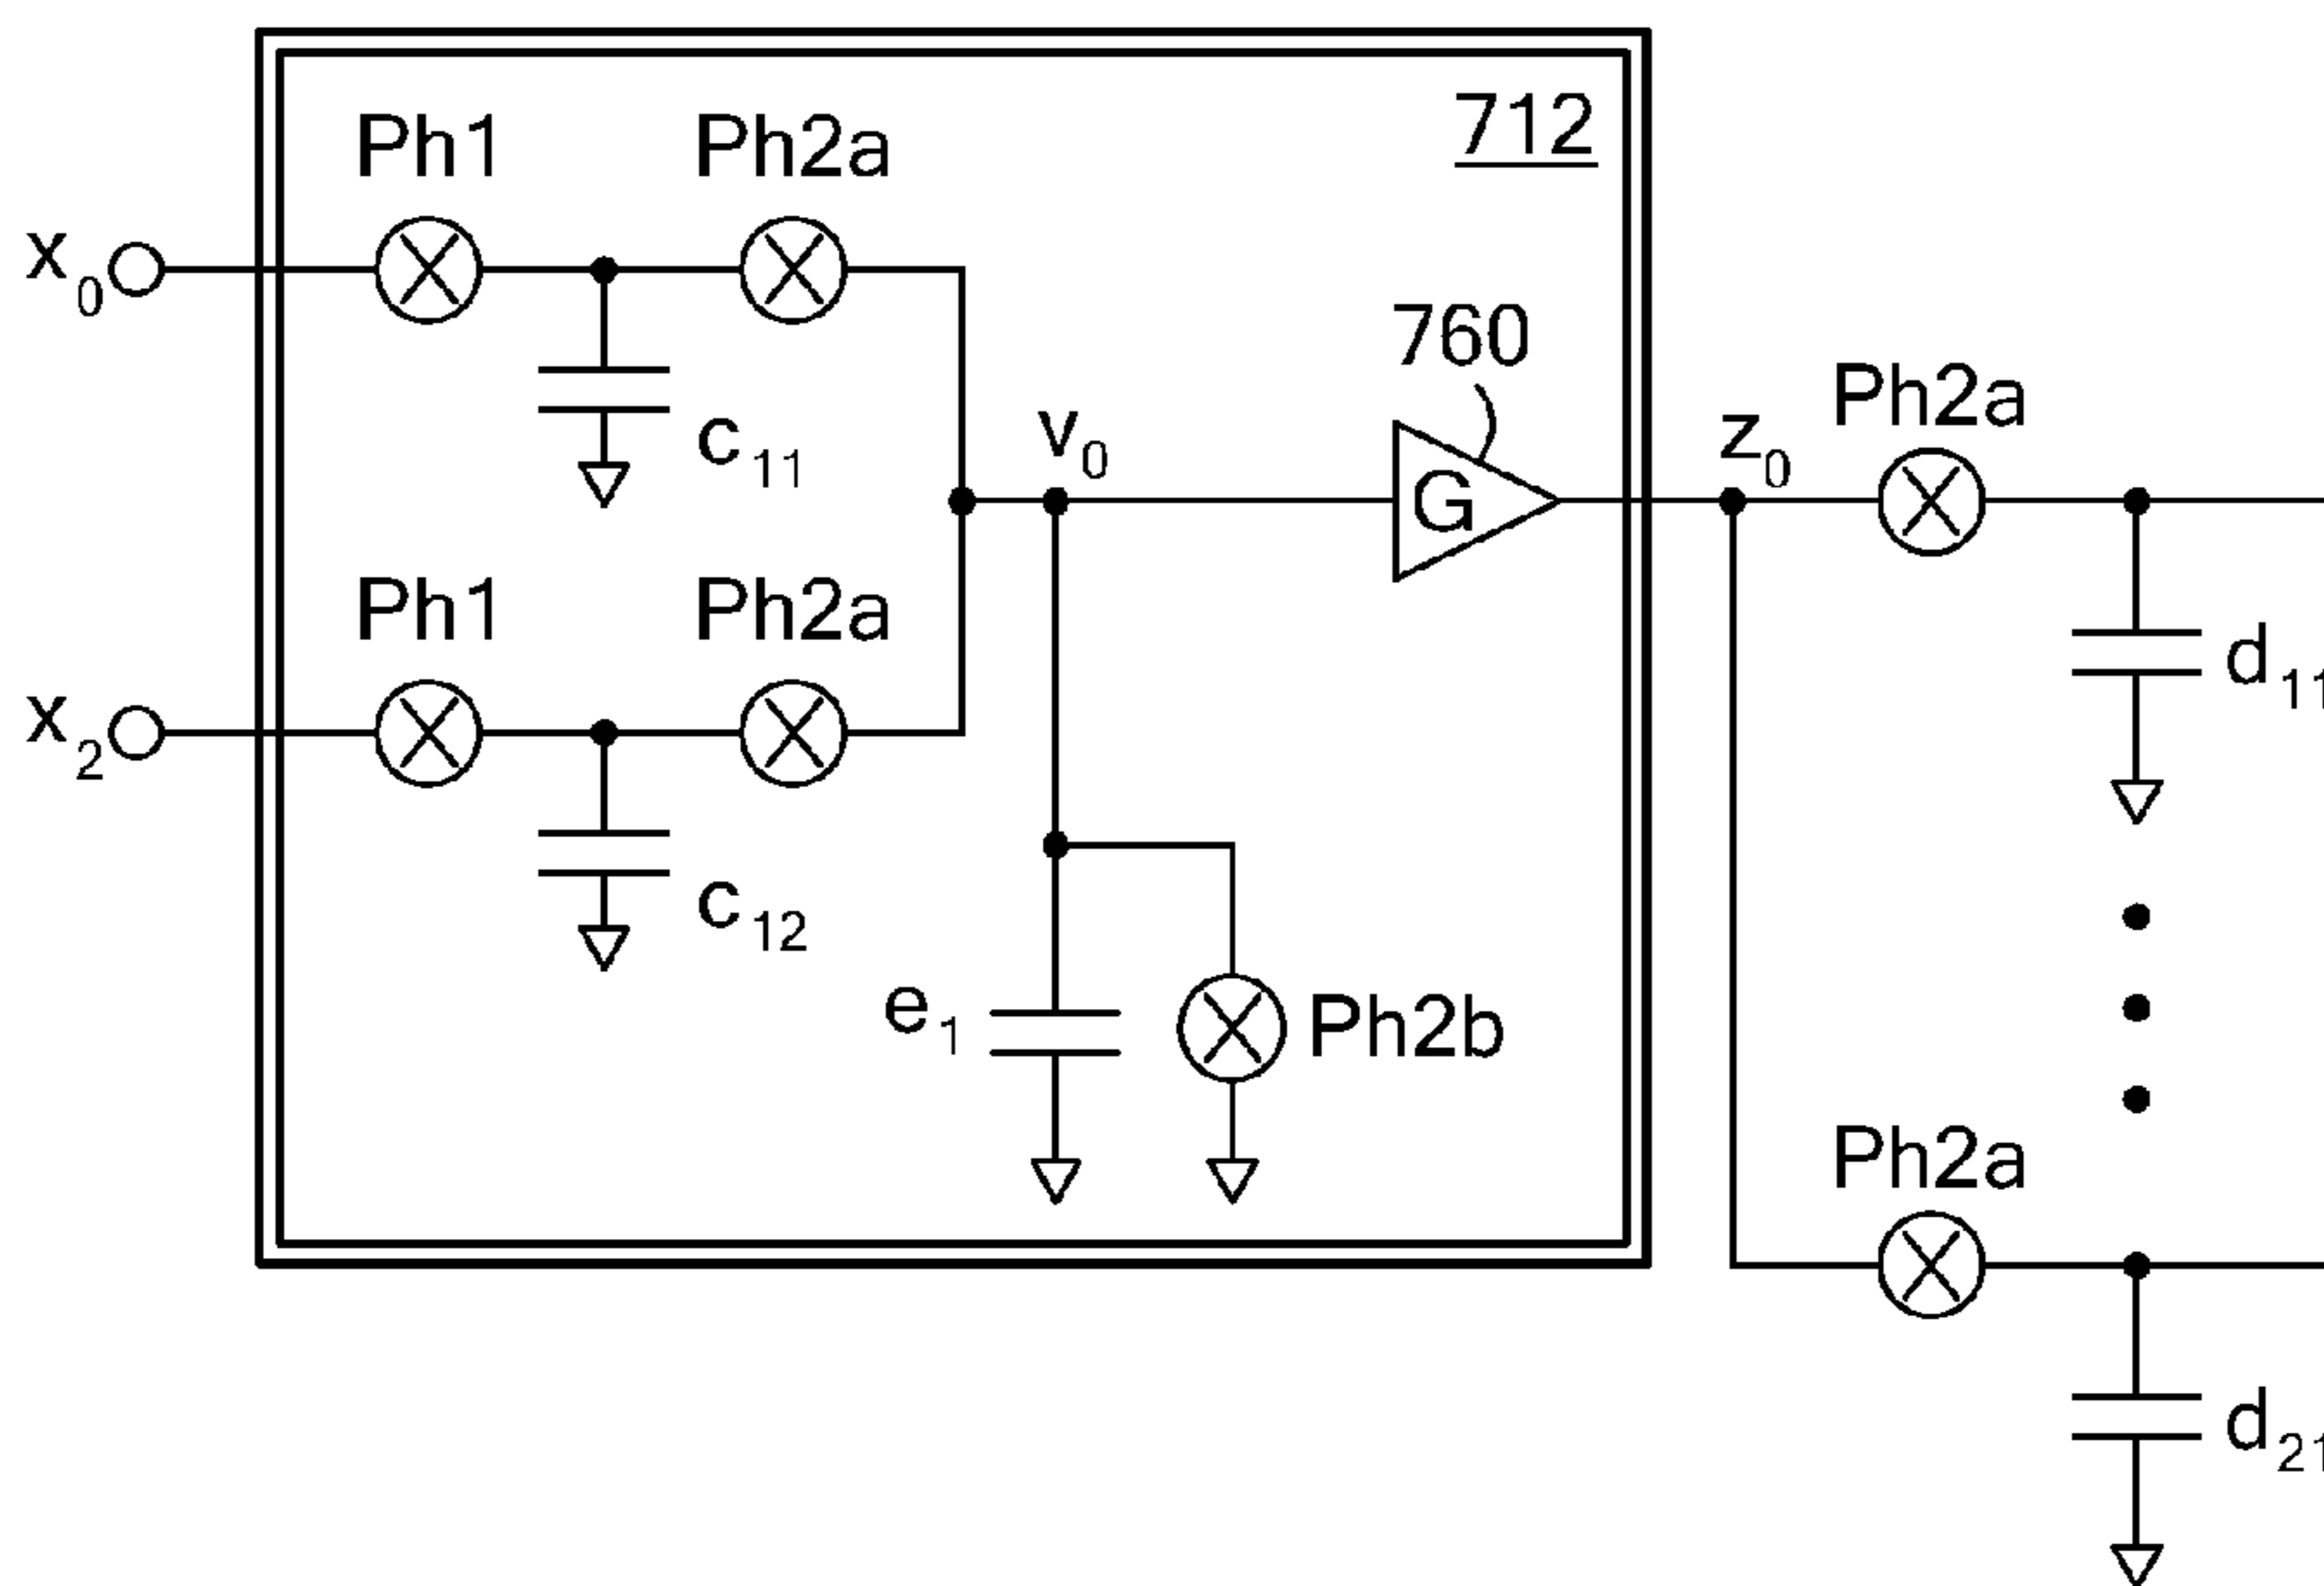 712
Ph1 Ph2a
x0
760
c11
v0
G
z0
Ph2a
Ph1 Ph2a
d11
x2
c12
e1
Ph2b
Ph2a
d21